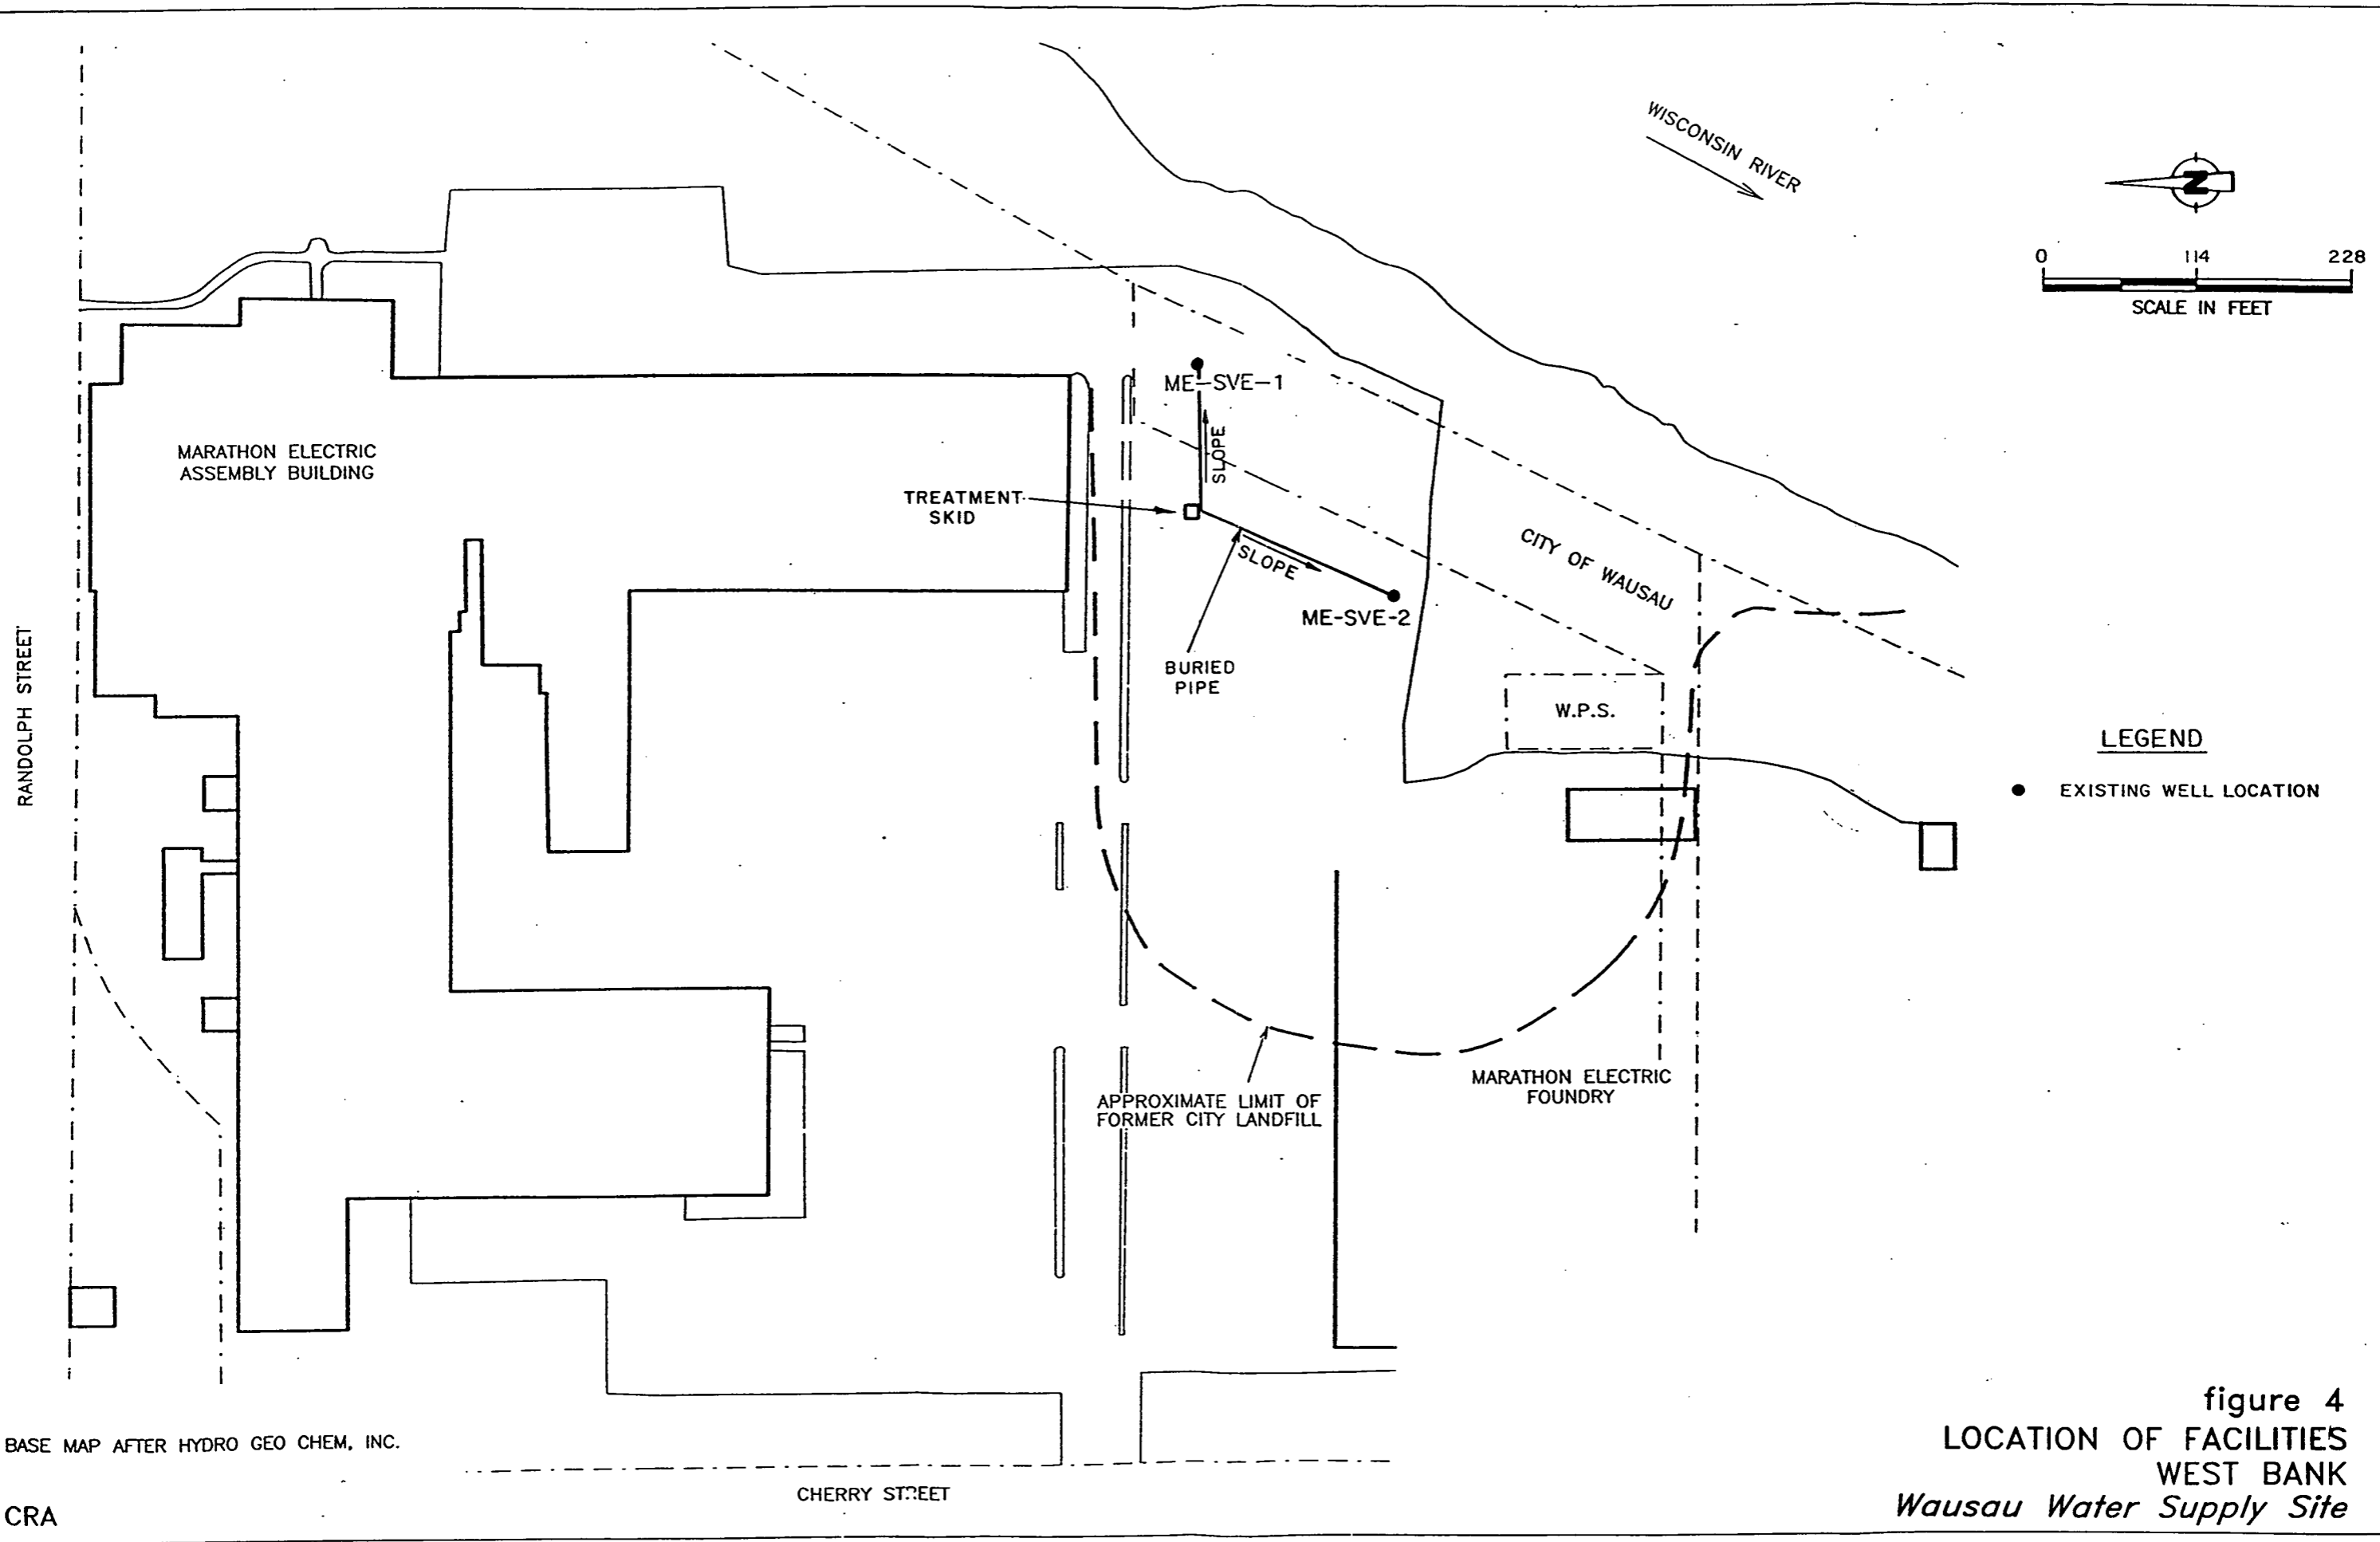 WISCONSIN RIVER
N
0 114 228
SCALE IN FEET
ME-SVE-1
MARATHON ELECTRIC
ASSEMBLY BUILDING
SLOPE
TREATMENT
SKID
SLOPE
CITY OF WAUSAU
ME-SVE-2
BURIED
PIPE
RANDOLPH STREET
W.P.S.
LEGEND
EXISTING WELL LOCATION
MARATHON ELECTRIC
FOUNDRY
APPROXIMATE LIMIT OF
FORMER CITY LANDFILL
BASE MAP AFTER HYDRO GEO CHEM, INC.
CHERRY STREET
CRA
figure 4
LOCATION OF FACILITIES
WEST BANK
Wausau Water Supply Site